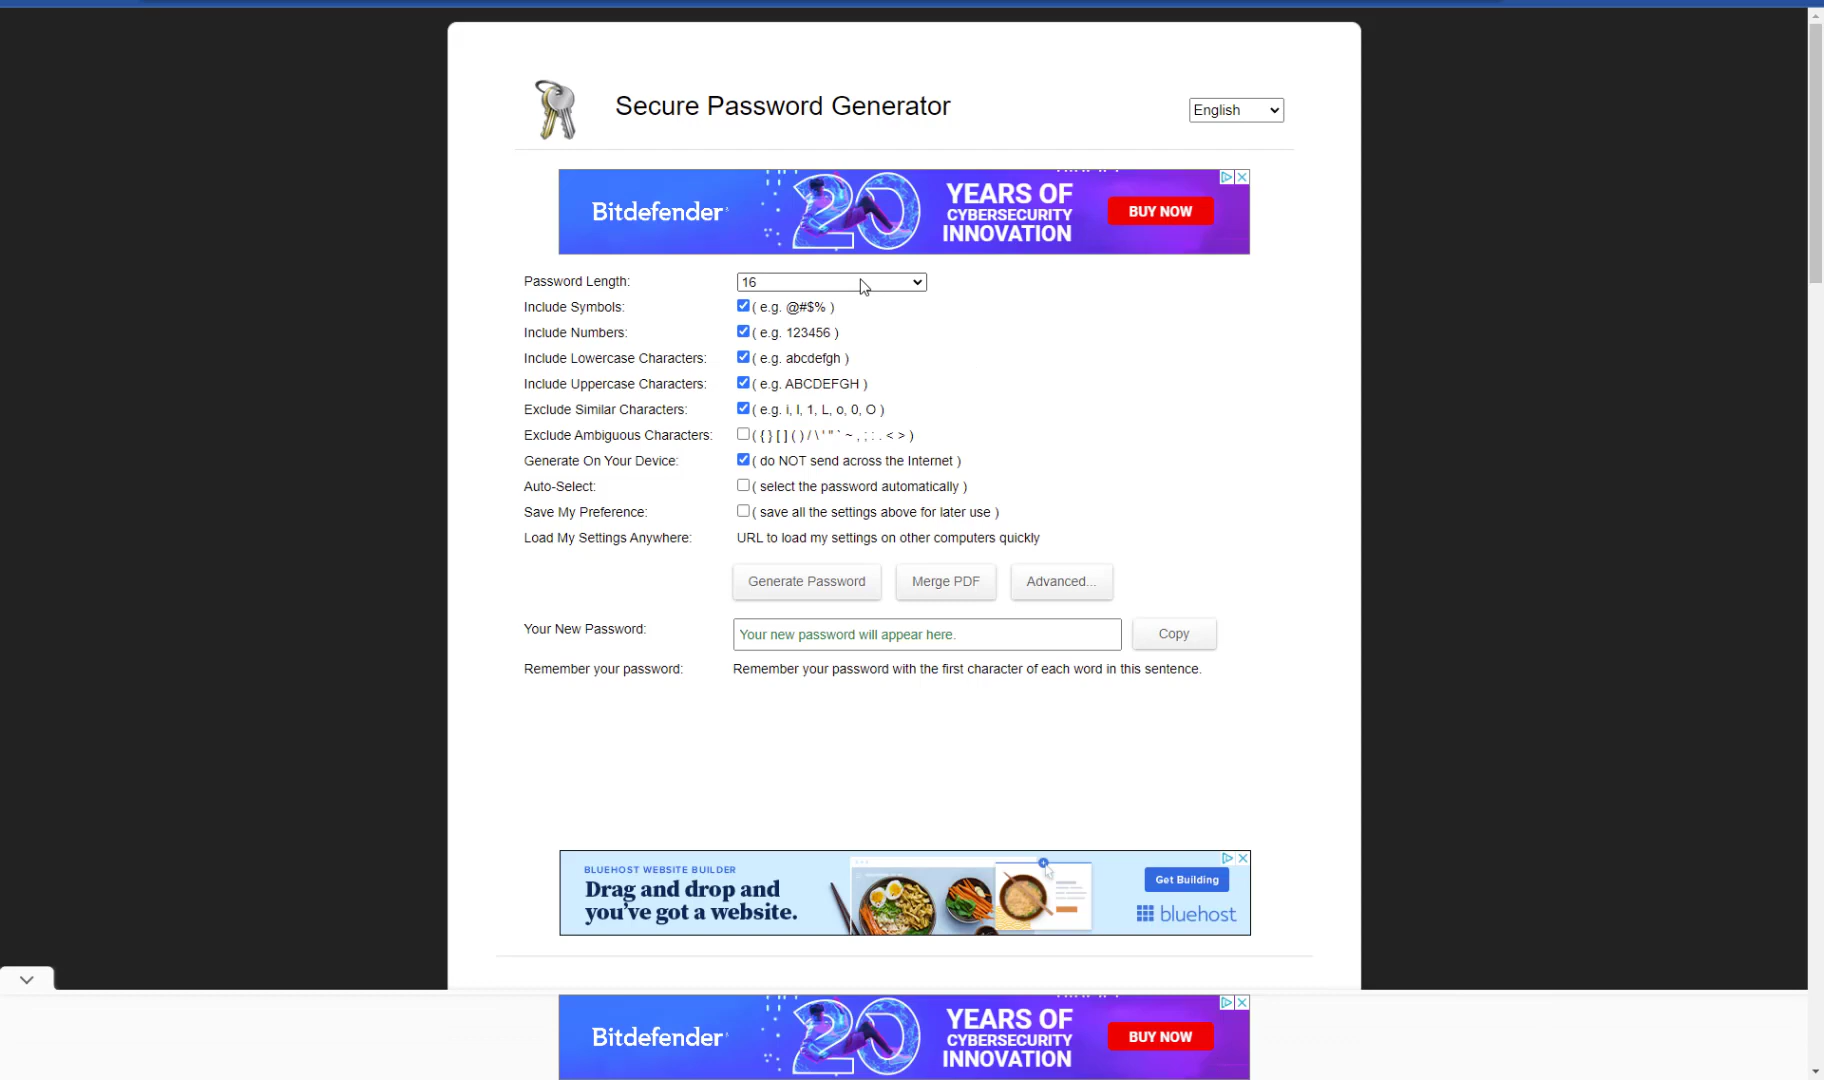 Secure Password Generator
English
Bitdefender
20
YEARS OF
CYBERSECURITY
INNOVATION
BUY NOW
Password Length: 16
Include Symbols: ( e.g. @#$% )
Include Numbers: ( e.g. 123456 )
Include Lowercase Characters: ( e.g. abcdefgh )
Include Uppercase Characters: ( e.g. ABCDEFGH )
Exclude Similar Characters: ( e.g. i, l, 1, L, o, 0, O )
Exclude Ambiguous Characters: ( { } [ ] ( ) / \ ' " ` ~ , ; : . < > )
Generate On Your Device: ( do NOT send across the Internet )
Auto-Select: ( select the password automatically )
Save My Preference: ( save all the settings above for later use )
Load My Settings Anywhere: URL to load my settings on other computers quickly
Generate Password Merge PDF Advanced...
Your New Password: Your new password will appear here. Copy
Remember your password: Remember your password with the first character of each word in this sentence.
BLUEHOST WEBSITE BUILDER
Drag and drop and
you've got a website.
Get Building
bluehost
Bitdefender
20
YEARS OF
CYBERSECURITY
INNOVATION
BUY NOW